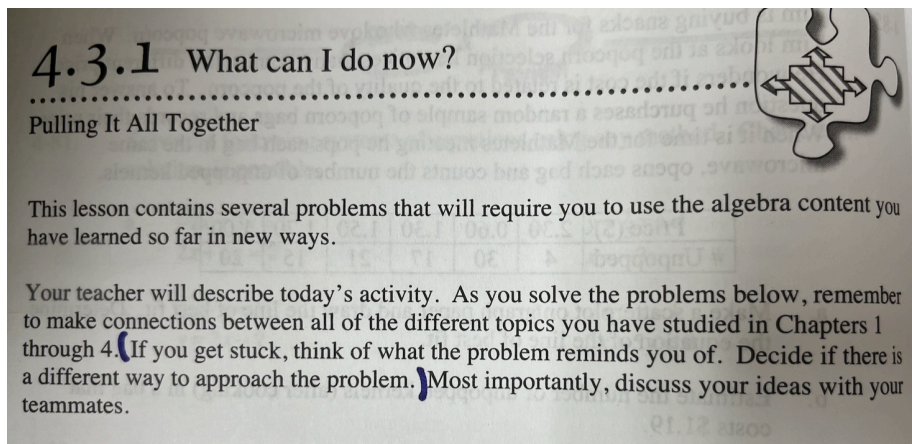 4.3.1 What can I do now?
Pulling It All Together
This lesson contains several problems that will require you to use the algebra content you
have learned so far in new ways.
Your teacher will describe today's activity. As you solve the problems below, remember
to make connections between all of the different topics you have studied in Chapters 1
through 4. (If you get stuck, think of what the problem reminds you of. Decide if there is
a different way to approach the problem.) Most importantly, discuss your ideas with your
teammates.